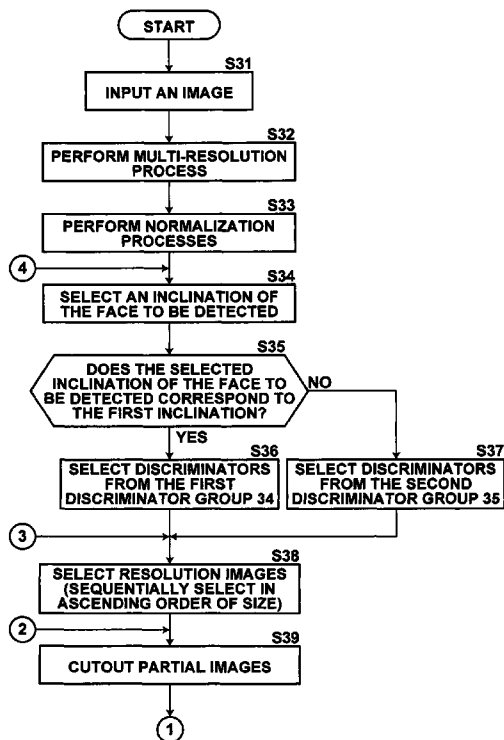 START
S31
INPUT AN IMAGE
S32
PERFORM MULTI-RESOLUTION
PROCESS
S33
PERFORM NORMALIZATION
PROCESSES
4
S34
SELECT AN INCLINATION OF
THE FACE TO BE DETECTED
S35
DOES THE SELECTED
INCLINATION OF THE FACE TO
BE DETECTED CORRESPOND TO
THE FIRST INCLINATION?
NO
YES
S36
SELECT DISCRIMINATORS
FROM THE FIRST
DISCRIMINATOR GROUP 34
S37
SELECT DISCRIMINATORS
FROM THE SECOND
DISCRIMINATOR GROUP 35
3
S38
SELECT RESOLUTION IMAGES
(SEQUENTIALLY SELECT IN
ASCENDING ORDER OF SIZE)
2
S39
CUTOUT PARTIAL IMAGES
1